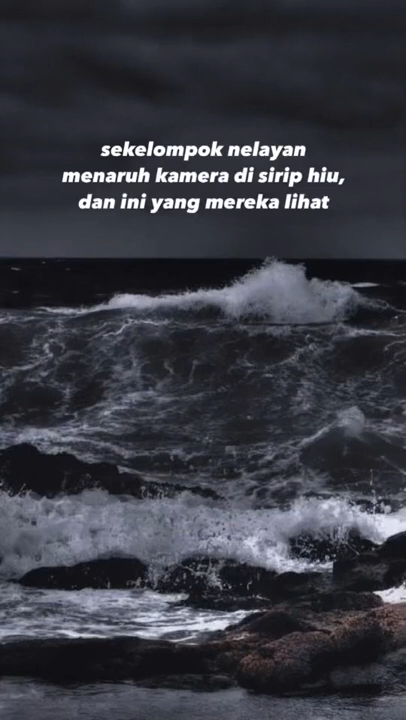 sekelompok nelayan
menaruh kamera di sirip hiu,
dan ini yang mereka lihat